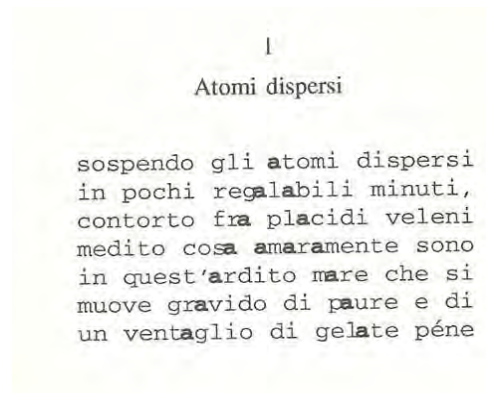 1
Atomi dispersi
sospendo gli atomi dispersi
in pochi regalabili minuti,
contorto fra placidi veleni
medito cosa amaramente sono
in quest'ardito mare che si
muove gravido di paure e di
un ventaglio di gelate péne